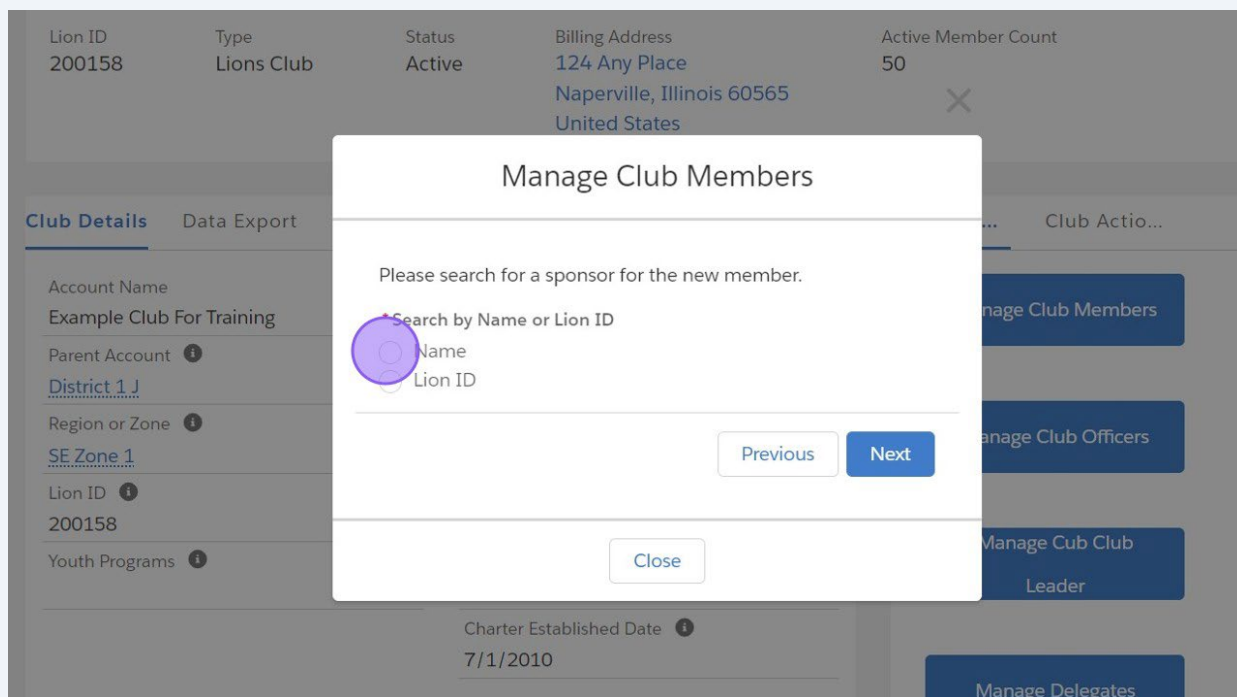 Lion ID
200158
Type
Lions Club
Status
Active
Billing Address
124 Any Place
Naperville, Illinois 60565
United States
Active Member Count
50
Manage Club Members
Please search for a sponsor for the new member.
*Search by Name or Lion ID
Name
Lion ID
Previous
Next
Close
Club Details
Data Export
Account Name
Example Club For Training
Parent Account
District 1 J
Region or Zone
SE Zone 1
Lion ID
200158
Youth Programs
Charter Established Date
7/1/2010
...
Club Actio...
nage Club Members
anage Club Officers
Manage Cub Club
Leader
Manage Delegates